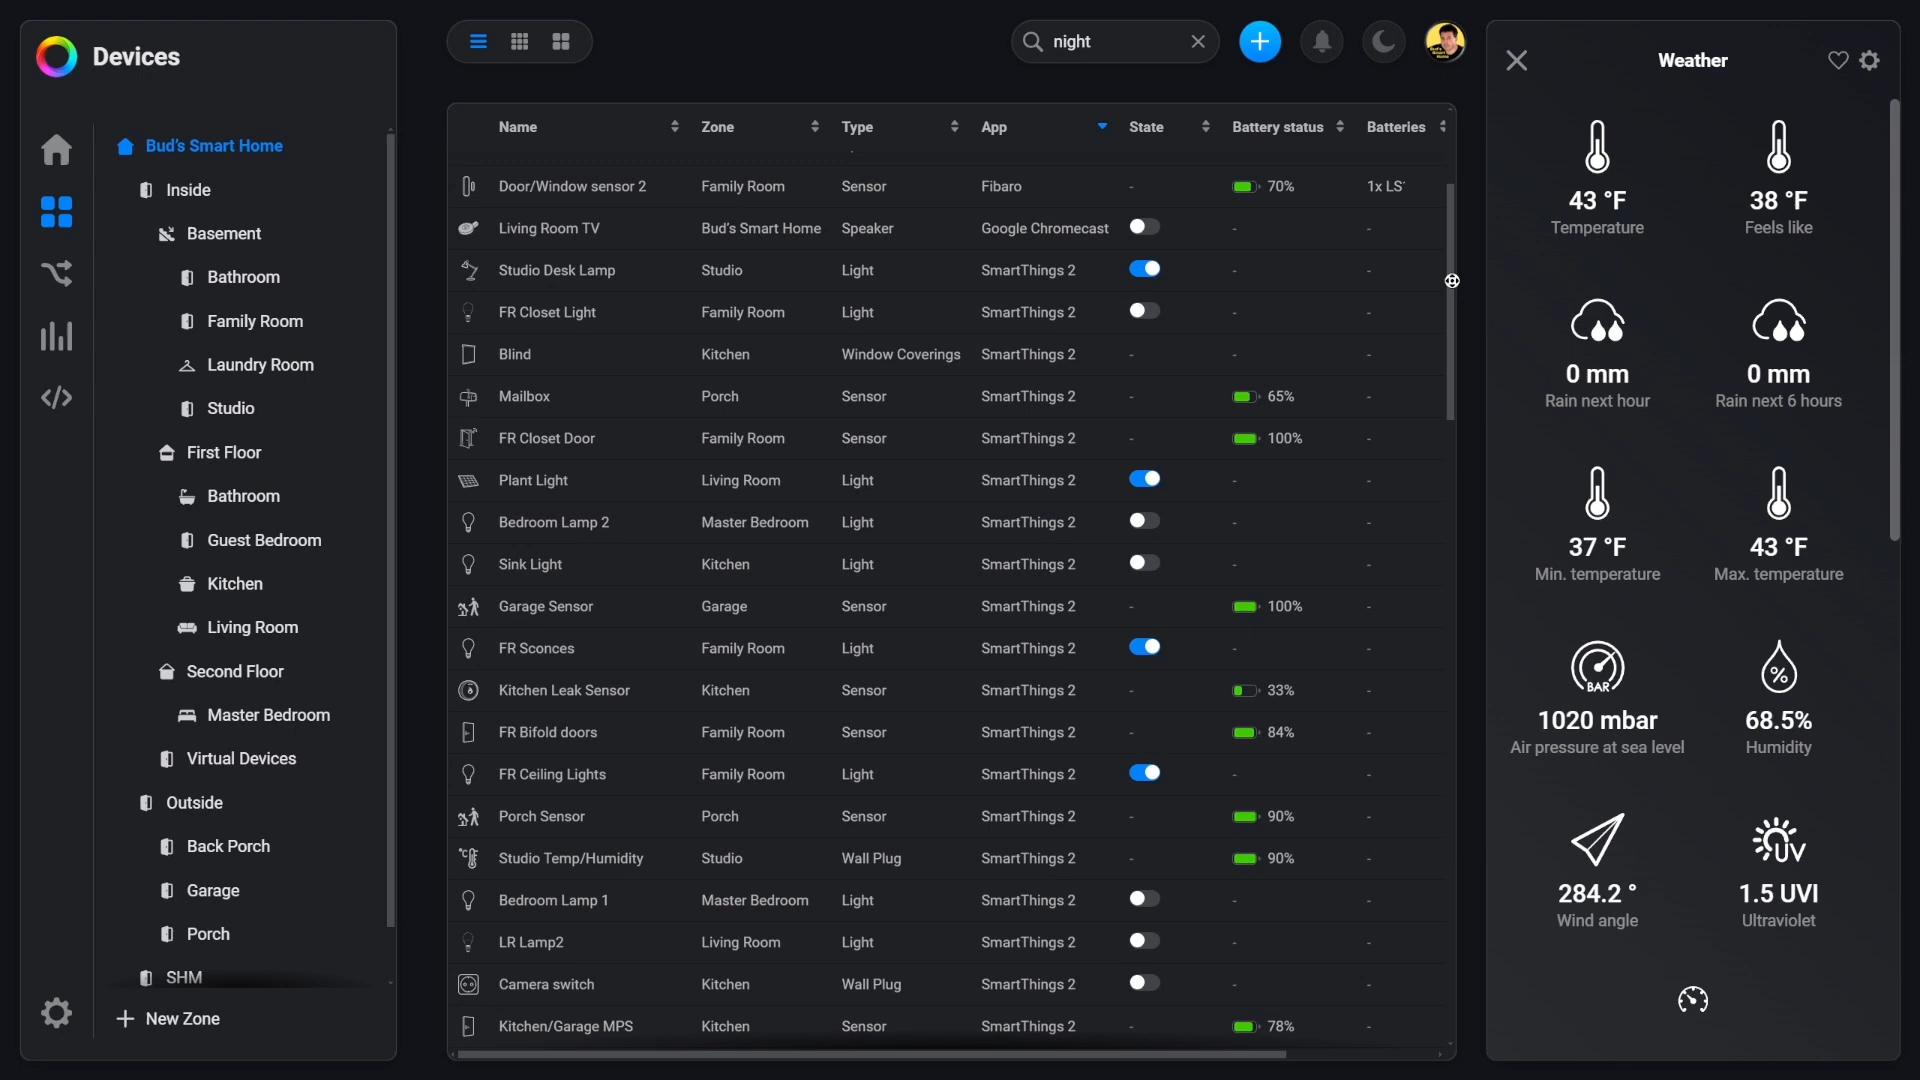 Devices
Bud's Smart Home
Inside
Basement
Bathroom
Family Room
Laundry Room
Studio
First Floor
Bathroom
Guest Bedroom
Kitchen
Living Room
Second Floor
Master Bedroom
Virtual Devices
Outside
Back Porch
Garage
Porch
SHM
New Zone
night
Name Zone Type App State Battery status Batteries
Door/Window sensor 2 Family Room Sensor Fibaro - 70% 1x LS
Living Room TV Bud's Smart Home Speaker Google Chromecast - -
Studio Desk Lamp Studio Light SmartThings 2 - -
FR Closet Light Family Room Light SmartThings 2 - -
Blind Kitchen Window Coverings SmartThings 2 - - -
Mailbox Porch Sensor SmartThings 2 - 65% -
FR Closet Door Family Room Sensor SmartThings 2 - 100% -
Plant Light Living Room Light SmartThings 2 - -
Bedroom Lamp 2 Master Bedroom Light SmartThings 2 - -
Sink Light Kitchen Light SmartThings 2 - -
Garage Sensor Garage Sensor SmartThings 2 - 100% -
FR Sconces Family Room Light SmartThings 2 - -
Kitchen Leak Sensor Kitchen Sensor SmartThings 2 - 33% -
FR Bifold doors Family Room Sensor SmartThings 2 - 84% -
FR Ceiling Lights Family Room Light SmartThings 2 - -
Porch Sensor Porch Sensor SmartThings 2 - 90% -
Studio Temp/Humidity Studio Wall Plug SmartThings 2 - 90% -
Bedroom Lamp 1 Master Bedroom Light SmartThings 2 - -
LR Lamp2 Living Room Light SmartThings 2 - -
Camera switch Kitchen Wall Plug SmartThings 2 - -
Kitchen/Garage MPS Kitchen Sensor SmartThings 2 - 78% -
Weather
43 °F 38 °F
Temperature Feels like
0 mm 0 mm
Rain next hour Rain next 6 hours
37 °F 43 °F
Min. temperature Max. temperature
BAR %
1020 mbar 68.5%
Air pressure at sea level Humidity
UV
284.2 ° 1.5 UVI
Wind angle Ultraviolet